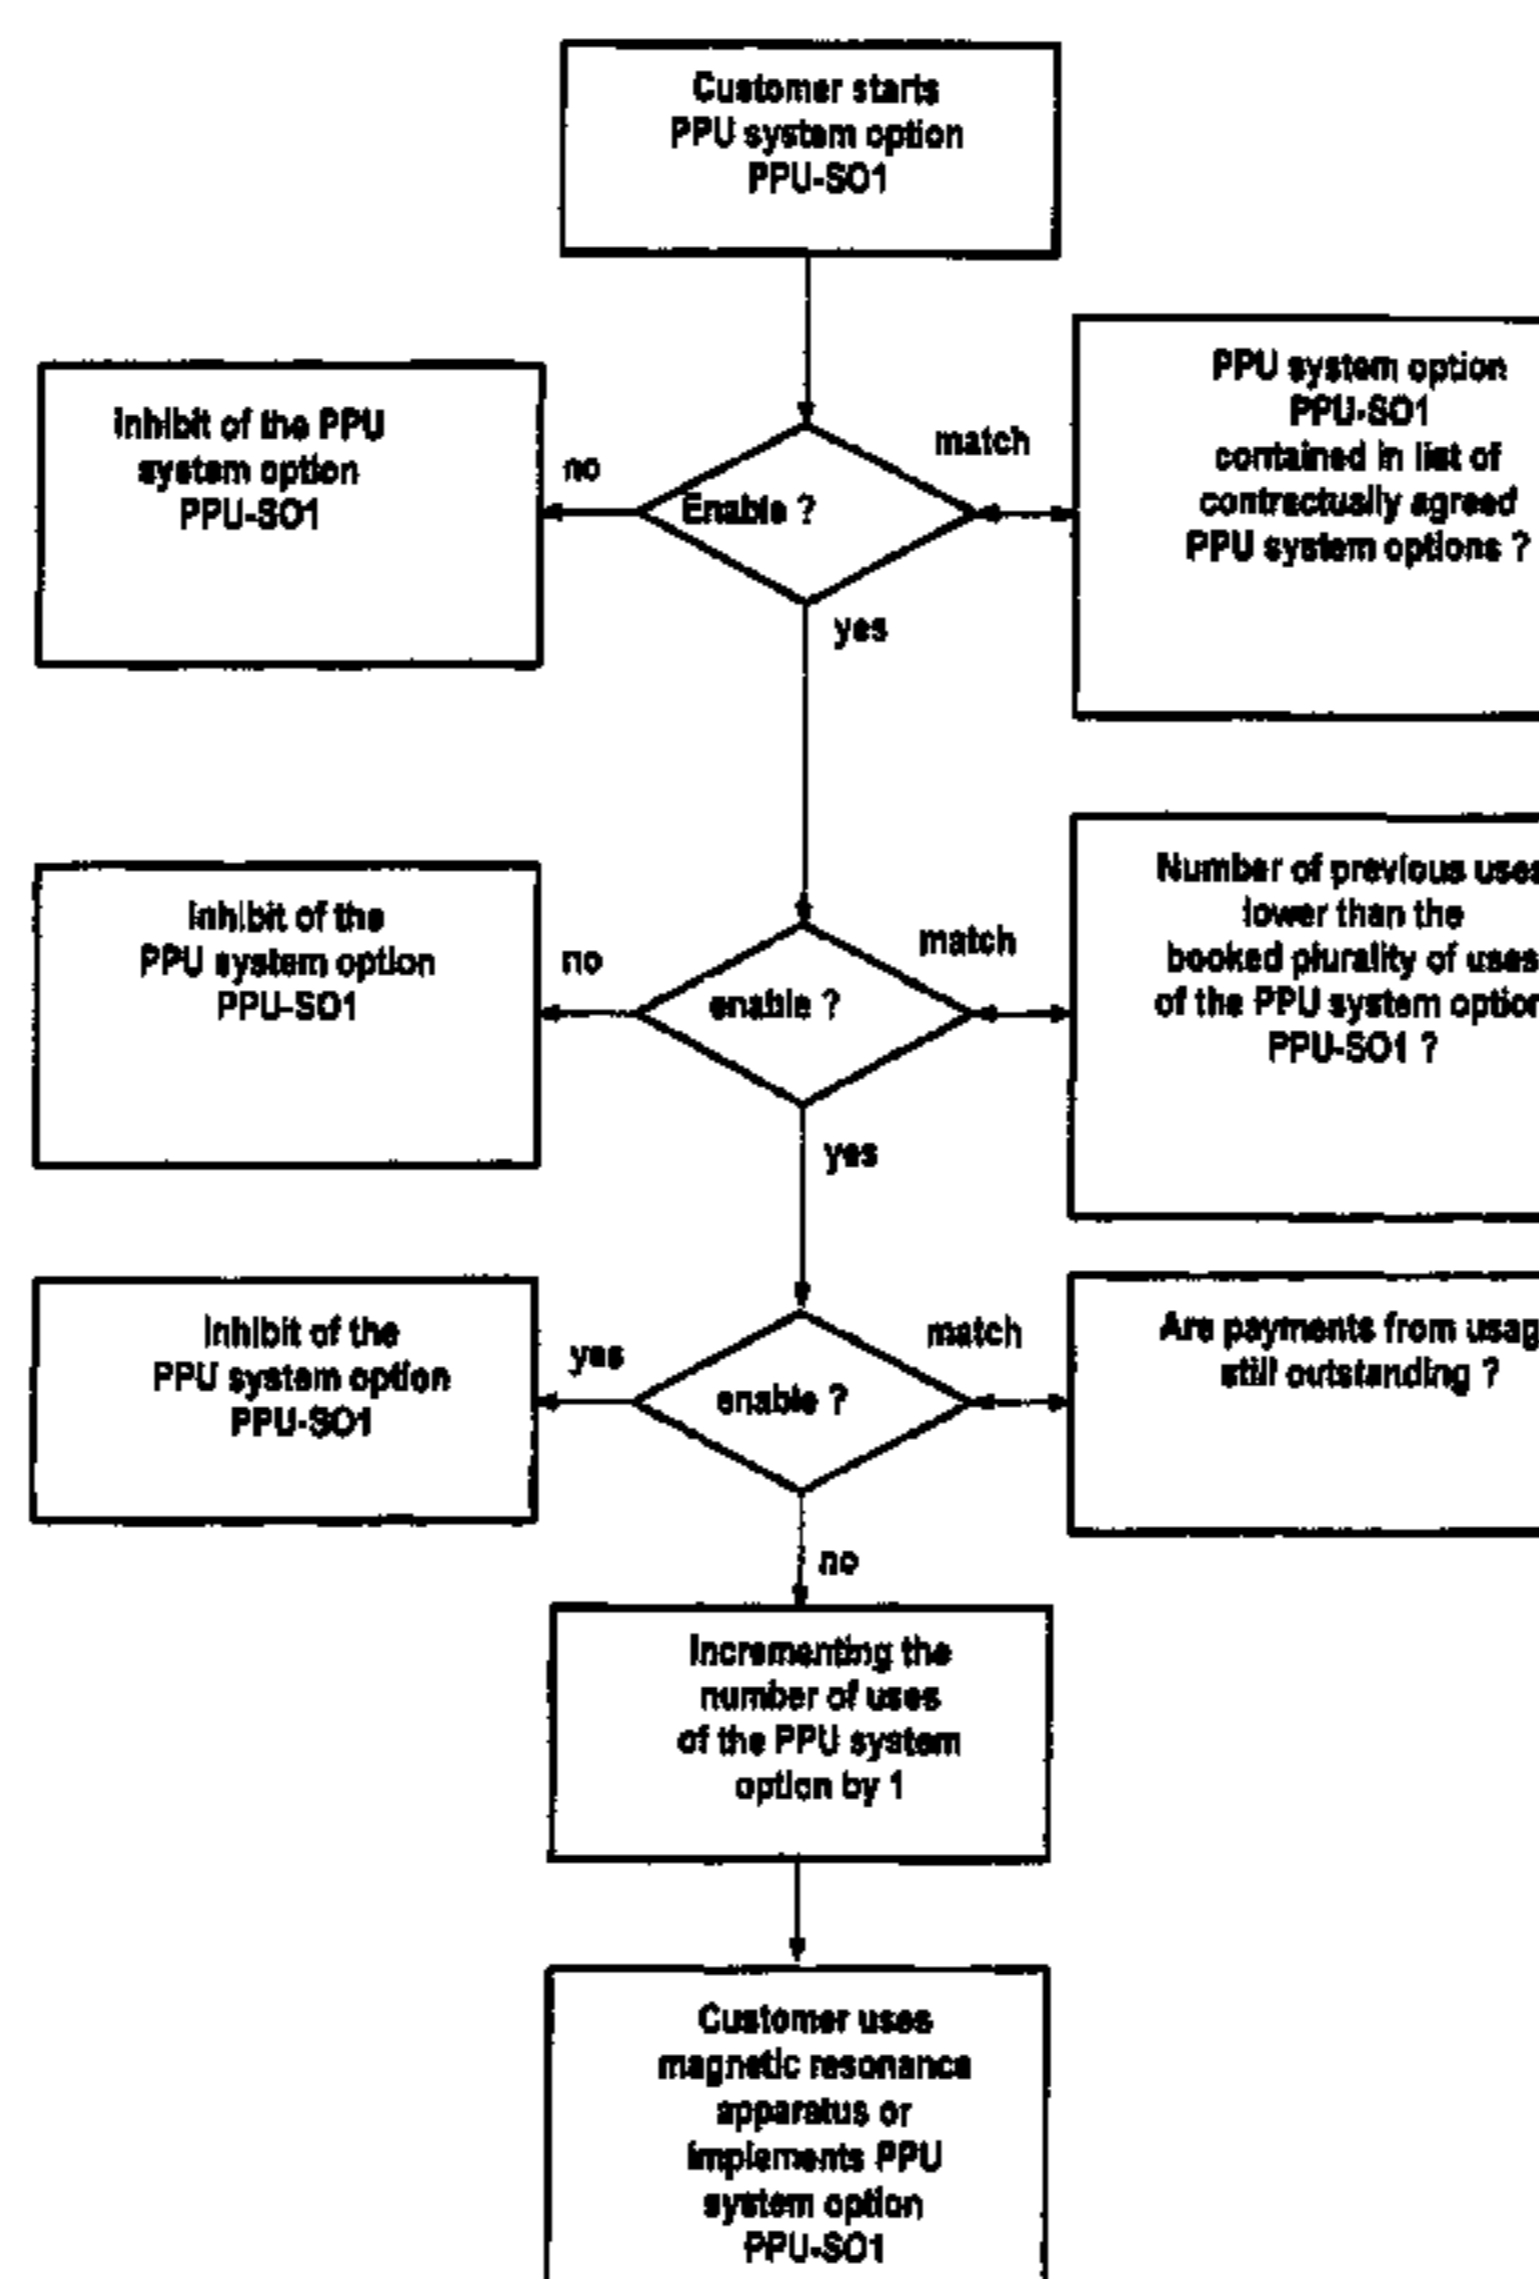 Customer starts
PPU system option
PPU-SO1
Inhibit of the PPU
system option
PPU-SO1
no
Enable ?
match
PPU system option
PPU-SO1
contained in list of
contractually agreed
PPU system options ?
yes
Inhibit of the
PPU system option
PPU-SO1
no
enable ?
match
Number of previous uses
lower than the
booked plurality of uses
of the PPU system option
PPU-SO1 ?
yes
Inhibit of the
PPU system option
PPU-SO1
yes
enable ?
match
Are payments from usag
still outstanding ?
no
Incrementing the
number of uses
of the PPU system
option by 1
Customer uses
magnetic resonance
apparatus or
implements PPU
system option
PPU-SO1